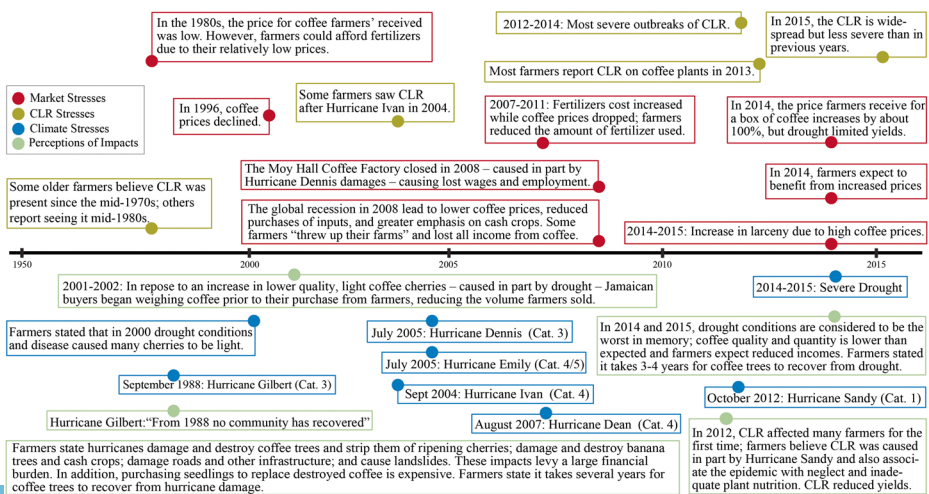 In the 1980s, the price for coffee farmers' received
was low. However, farmers could afford fertilizers
due to their relatively low prices.
2012-2014: Most severe outbreaks of CLR.
In 2015, the CLR is wide-
spread but less severe than in
previous years.
Most farmers report CLR on coffee plants in 2013.
Market Stresses
CLR Stresses
Climate Stresses
Perceptions of Impacts
In 1996, coffee
prices declined.
Some farmers saw CLR
after Hurricane Ivan in 2004.
2007-2011: Fertilizers cost increased
while coffee prices dropped; farmers
reduced the amount of fertilizer used.
In 2014, the price farmers receive for
a box of coffee increases by about
100%, but drought limited yields.
The Moy Hall Coffee Factory closed in 2008 – caused in part by
Hurricane Dennis damages – causing lost wages and employment.
In 2014, farmers expect to
benefit from increased prices
Some older farmers believe CLR was
present since the mid-1970s; others
report seeing it mid-1980s.
The global recession in 2008 lead to lower coffee prices, reduced
purchases of inputs, and greater emphasis on cash crops. Some
farmers "threw up their farms" and lost all income from coffee.
2014-2015: Increase in larceny due to high coffee prices.
1950
2000
2005
2010
2015
2001-2002: In repose to an increase in lower quality, light coffee cherries – caused in part by drought – Jamaican
buyers began weighing coffee prior to their purchase from farmers, reducing the volume farmers sold.
2014-2015: Severe Drought
Farmers stated that in 2000 drought conditions
and disease caused many cherries to be light.
July 2005: Hurricane Dennis (Cat. 3)
In 2014 and 2015, drought conditions are considered to be the
worst in memory; coffee quality and quantity is lower than
expected and farmers expect reduced incomes. Farmers stated
it takes 3-4 years for coffee trees to recover from drought.
July 2005: Hurricane Emily (Cat. 4/5)
September 1988: Hurricane Gilbert (Cat. 3)
Sept 2004: Hurricane Ivan (Cat. 4)
October 2012: Hurricane Sandy (Cat. 1)
Hurricane Gilbert:"From 1988 no community has recovered"
August 2007: Hurricane Dean (Cat. 4)
Farmers state hurricanes damage and destroy coffee trees and strip them of ripening cherries; damage and destroy banana
trees and cash crops; damage roads and other infrastructure; and cause landslides. These impacts levy a large financial
burden. In addition, purchasing seedlings to replace destroyed coffee is expensive. Farmers state it takes several years for
coffee trees to recover from hurricane damage.
In 2012, CLR affected many farmers for the
first time; farmers believe CLR was caused
in part by Hurricane Sandy and also associ-
ate the epidemic with neglect and inade-
quate plant nutrition. CLR reduced yields.